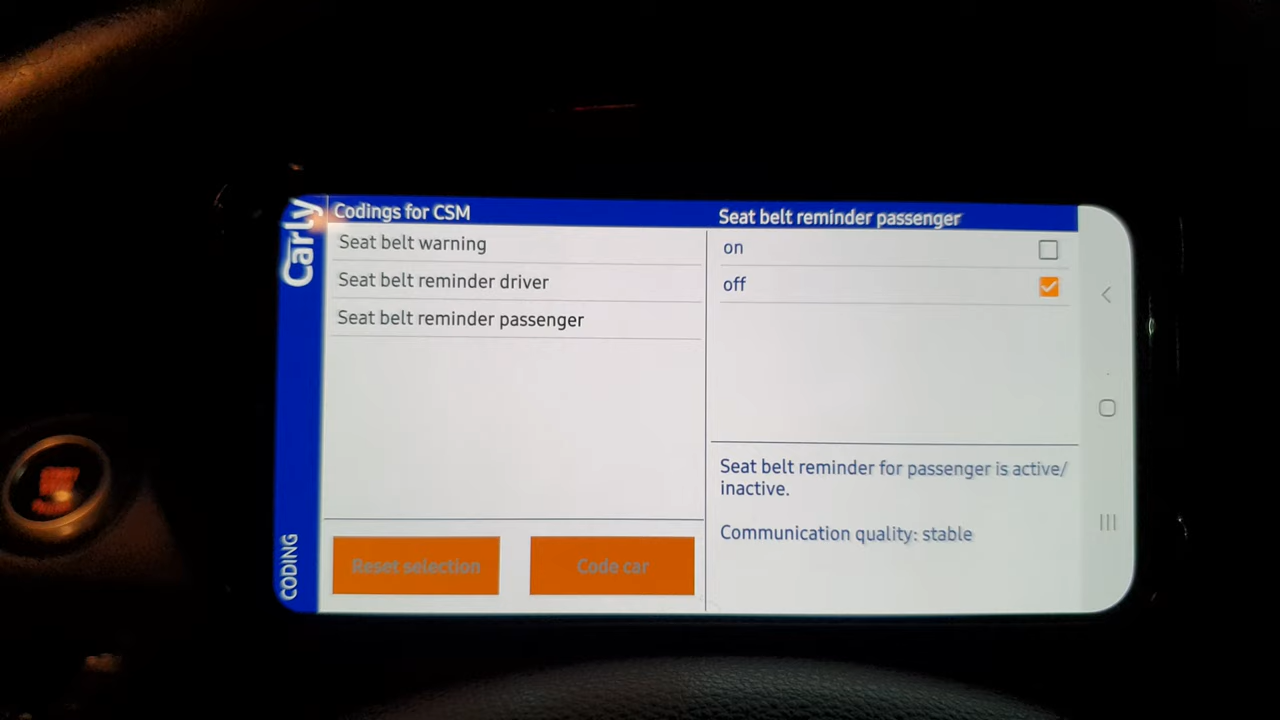 Carly
CODING
Codings for CSM
Seat belt warning
Seat belt reminder driver
Seat belt reminder passenger
Reset selection
Code car
Seat belt reminder passenger
on
off
Seat belt reminder for passenger is active/
inactive.
Communication quality: stable